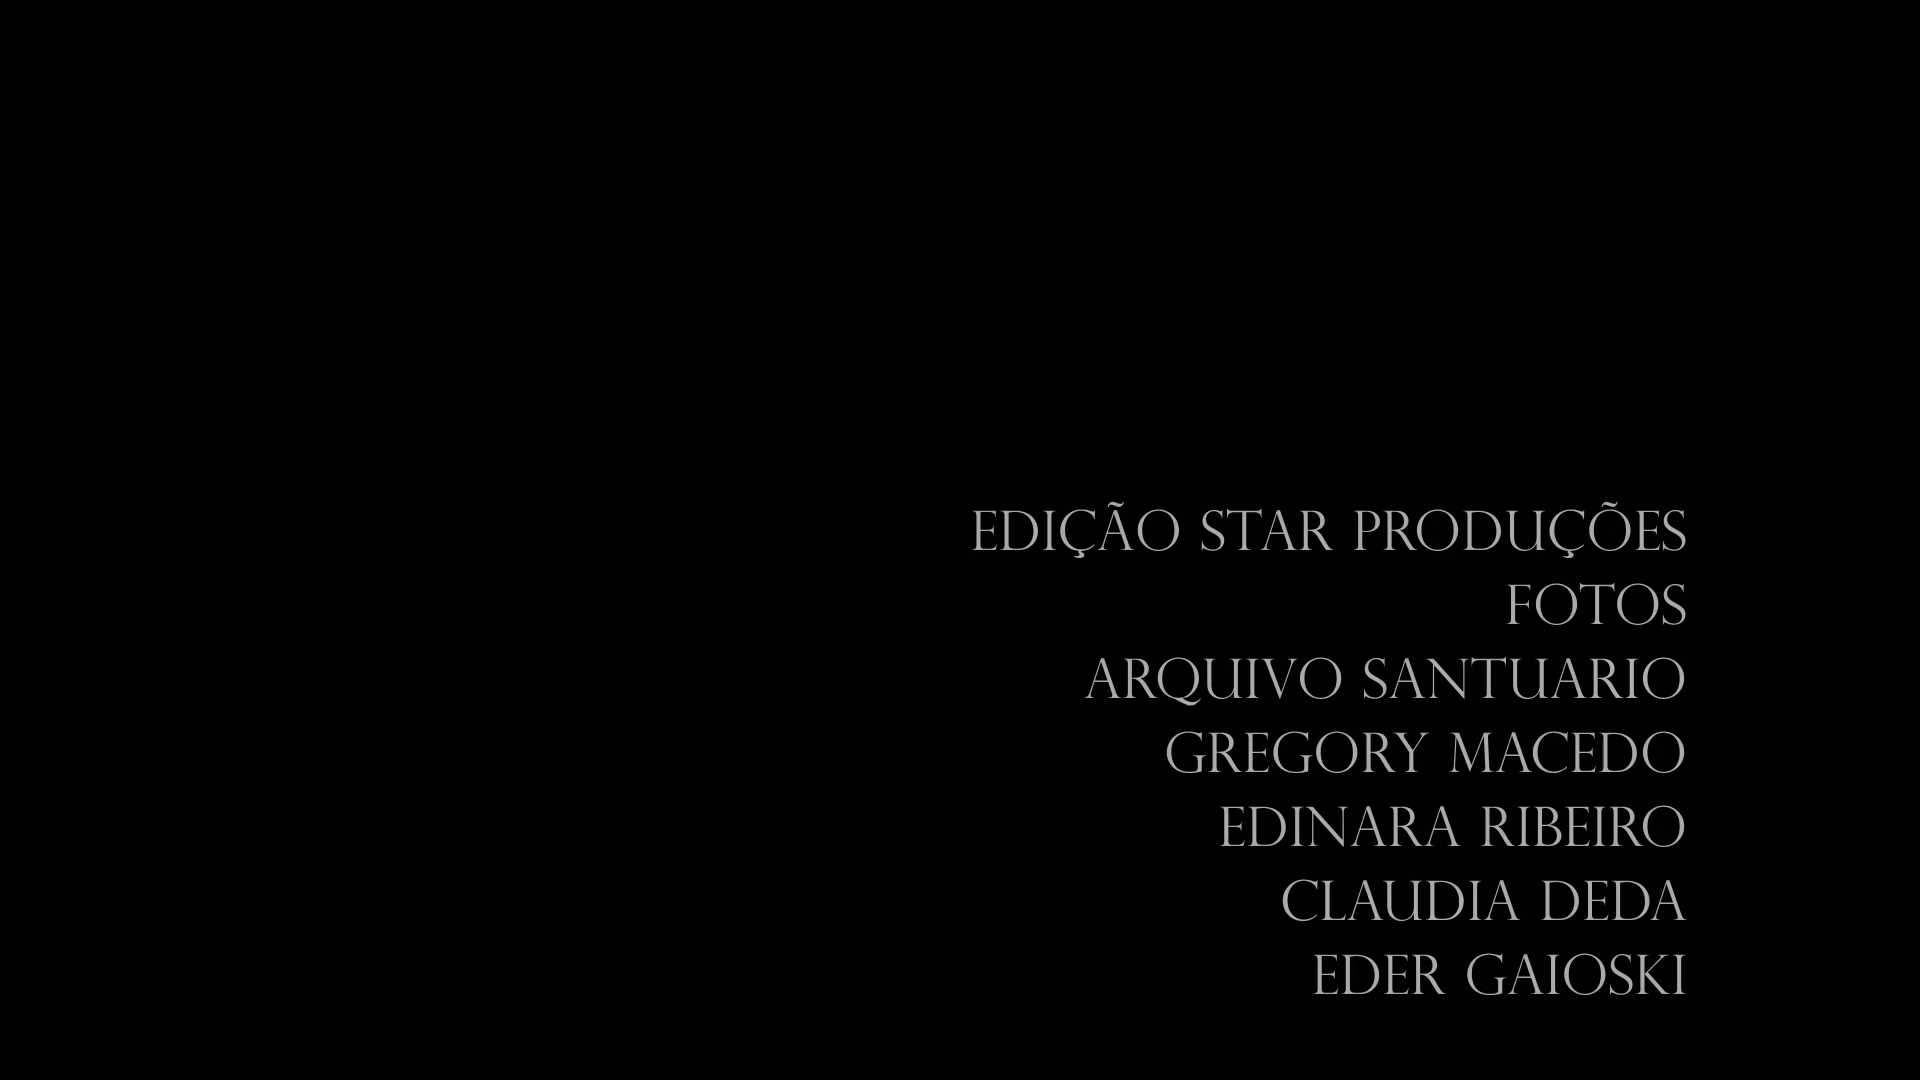 EDIÇÃO STAR PRODUÇÕES
FOTOS
ARQUIVO SANTUARIO
GREGORY MACEDO
EDINARA RIBEIRO
CLAUDIA DEDA
EDER GAIOSKI